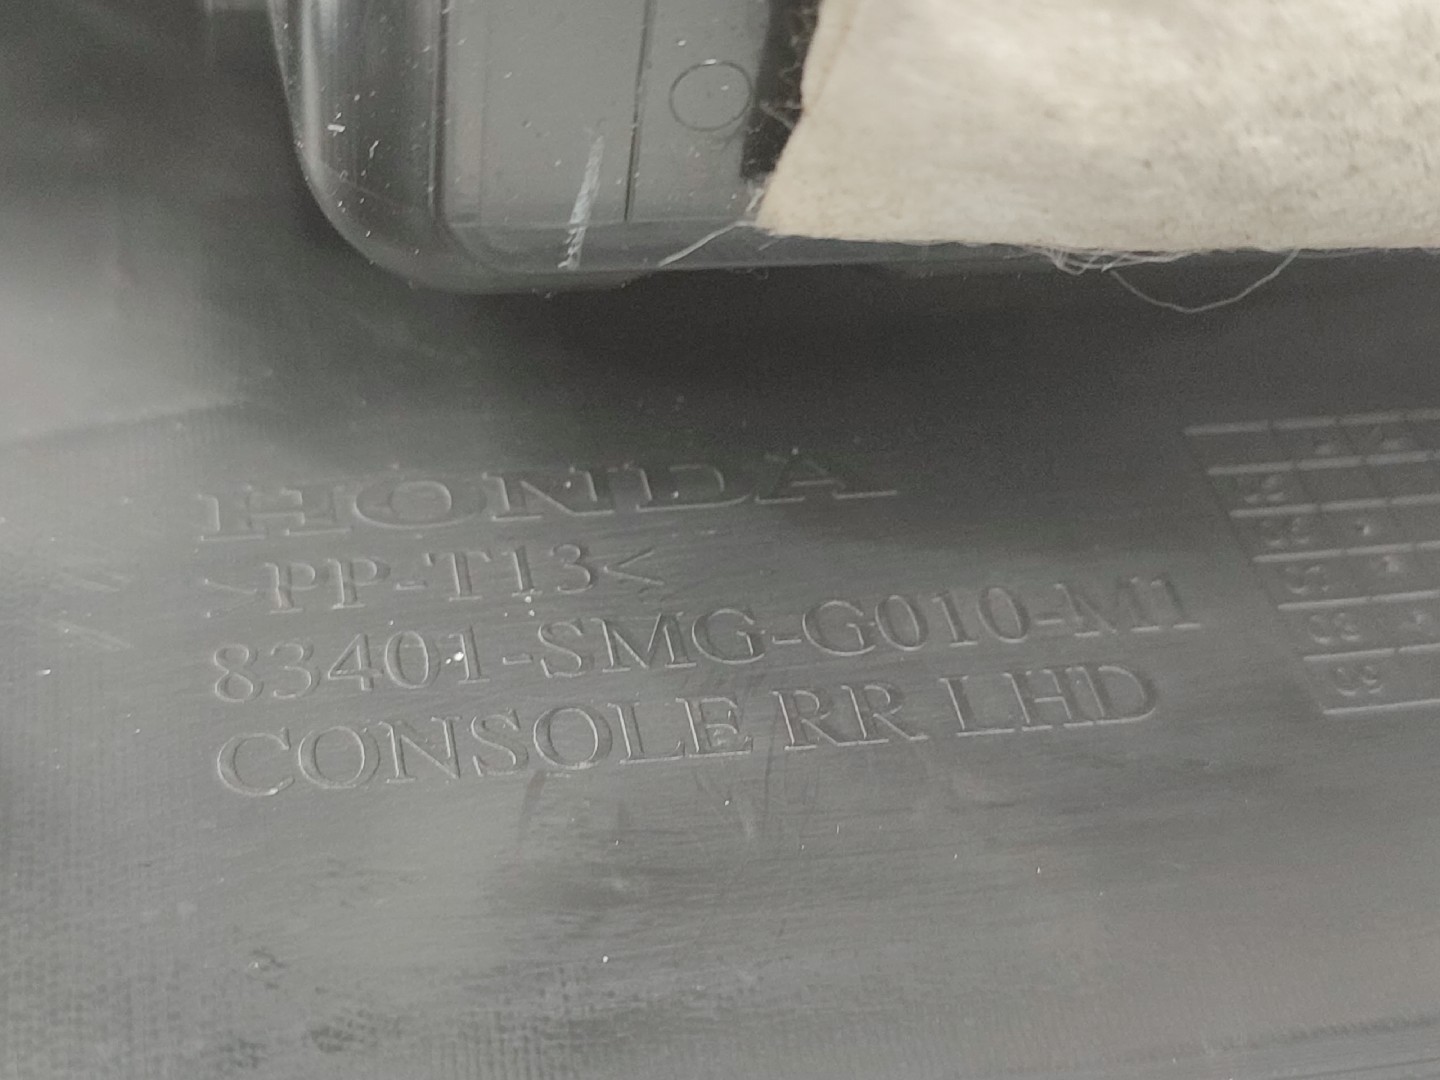 HONDA
>PP-T13<
83401-SMG-G010-M1
CONSOLE RR LHD